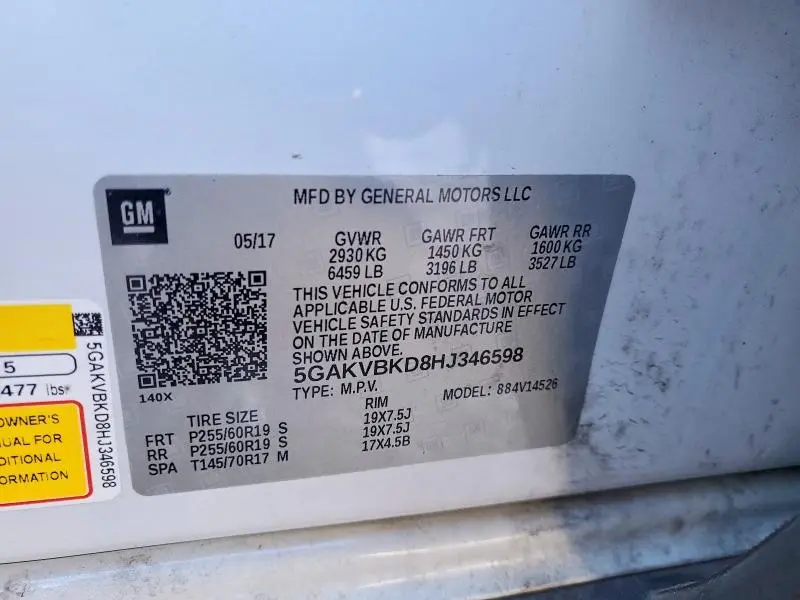 GM
MFD BY GENERAL MOTORS LLC
05/17 GVWR GAWR FRT GAWR RR
2930 KG 1450 KG 1600 KG
6459 LB 3196 LB 3527 LB
THIS VEHICLE CONFORMS TO ALL
APPLICABLE U.S. FEDERAL MOTOR
VEHICLE SAFETY STANDARDS IN EFFECT
ON THE DATE OF MANUFACTURE
SHOWN ABOVE.
5GAKVBKD8HJ346598
140X
TYPE: M.P.V. MODEL: 884V14526
TIRE SIZE RIM
FRT P255/60R19 S 19X7.5J
RR P255/60R19 S 19X7.5J
SPA T145/70R17 M 17X4.5B
5
477 lbs
5GAKVBKD8HJ346598
OWNER'S
UAL FOR
DITIONAL
ORMATION